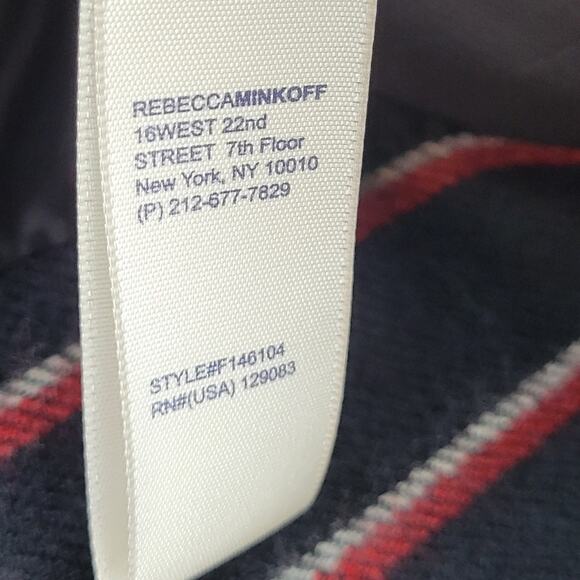 REBECCAMINKOFF
16WEST 22nd
STREET 7th Floor
New York, NY 10010
(P) 212-677-7829
STYLE#F146104
RN#(USA) 129083